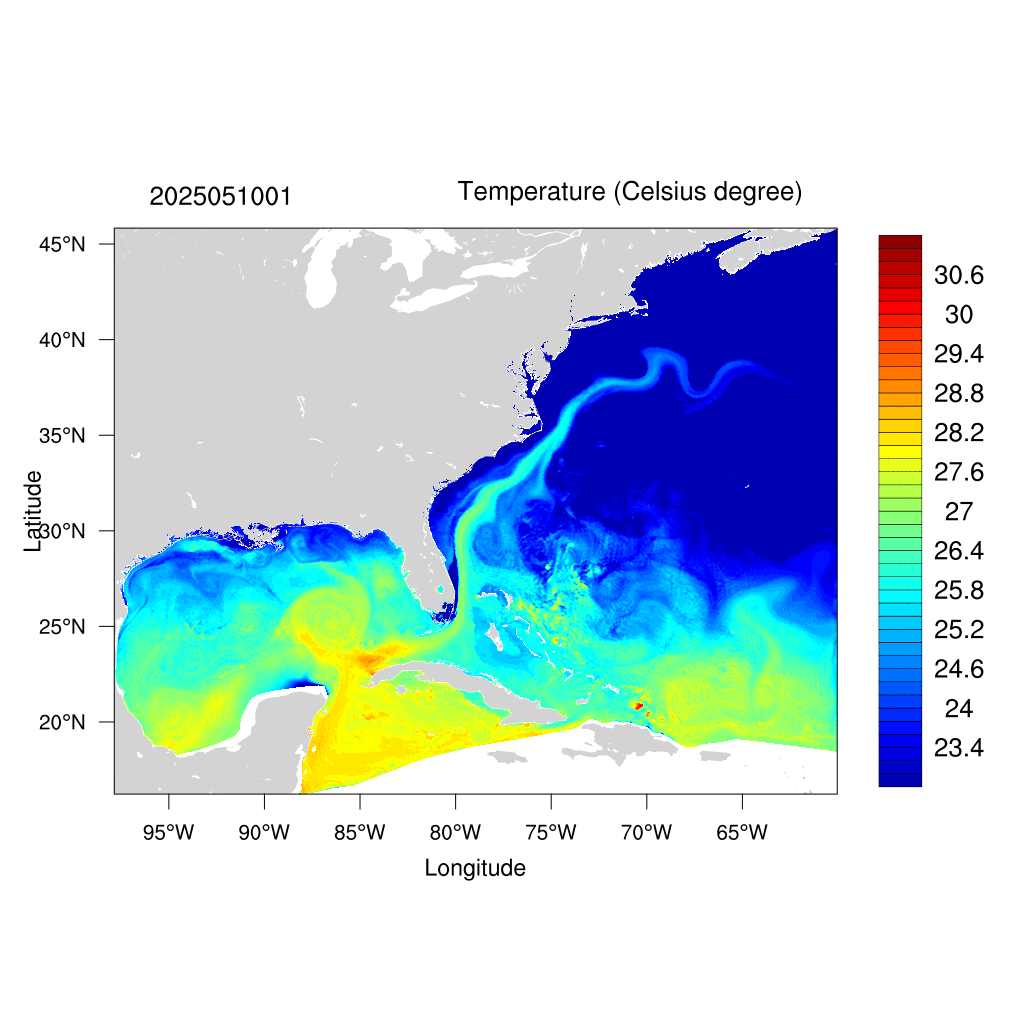 2025051001
Temperature (Celsius degree)
45°N
40°N
35°N
30°N
25°N
20°N
Latitude
95°W
90°W
85°W
80°W
75°W
70°W
65°W
Longitude
30.6
30
29.4
28.8
28.2
27.6
27
26.4
25.8
25.2
24.6
24
23.4